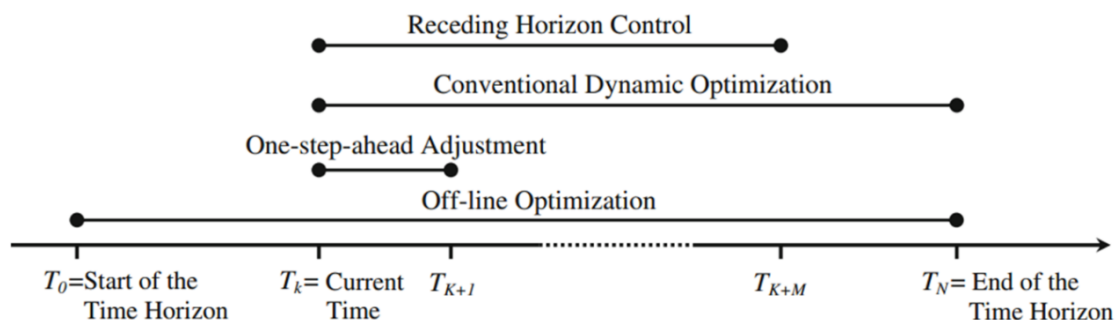 Receding Horizon Control
Conventional Dynamic Optimization
One-step-ahead Adjustment
Off-line Optimization
T0=Start of the
Time Horizon
Tk= Current
Time
TK+1
TK+M
TN= End of the
Time Horizon